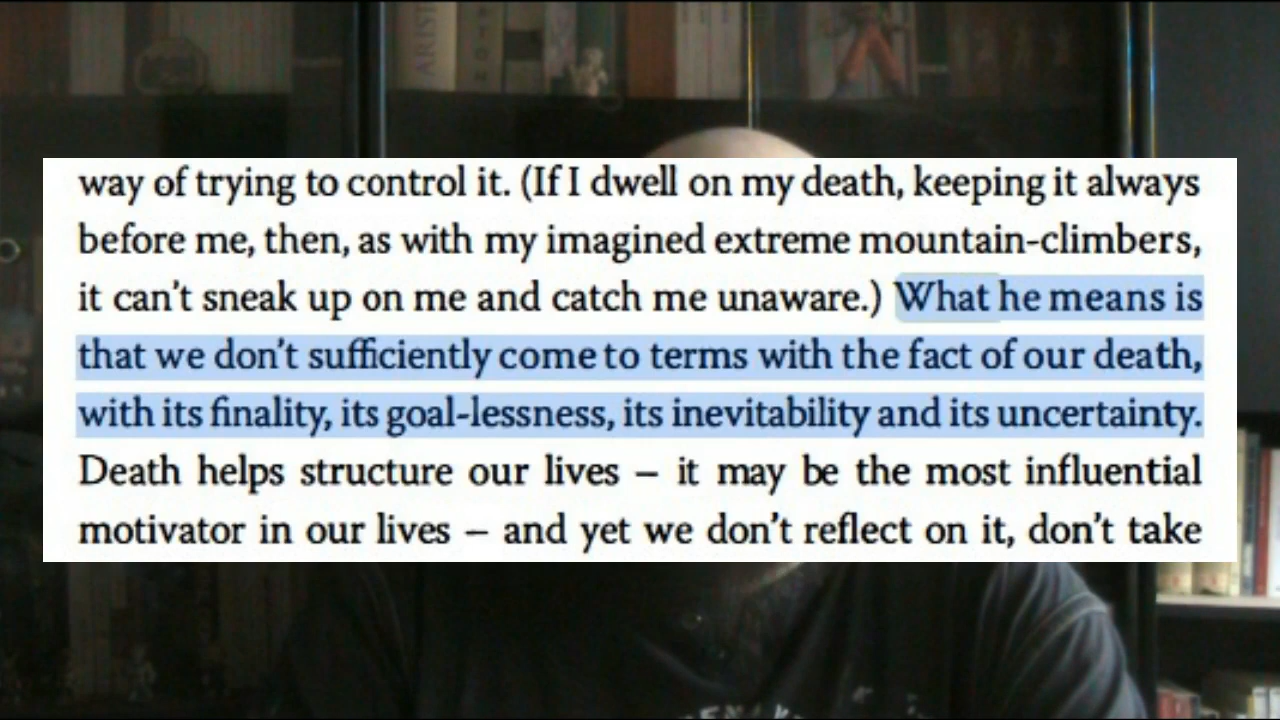 ARIST
way of trying to control it. (If I dwell on my death, keeping it always
before me, then, as with my imagined extreme mountain-climbers,
it can't sneak up on me and catch me unaware.) What he means is
that we don't sufficiently come to terms with the fact of our death,
with its finality, its goal-lessness, its inevitability and its uncertainty.
Death helps structure our lives – it may be the most influential
motivator in our lives – and yet we don't reflect on it, don't take